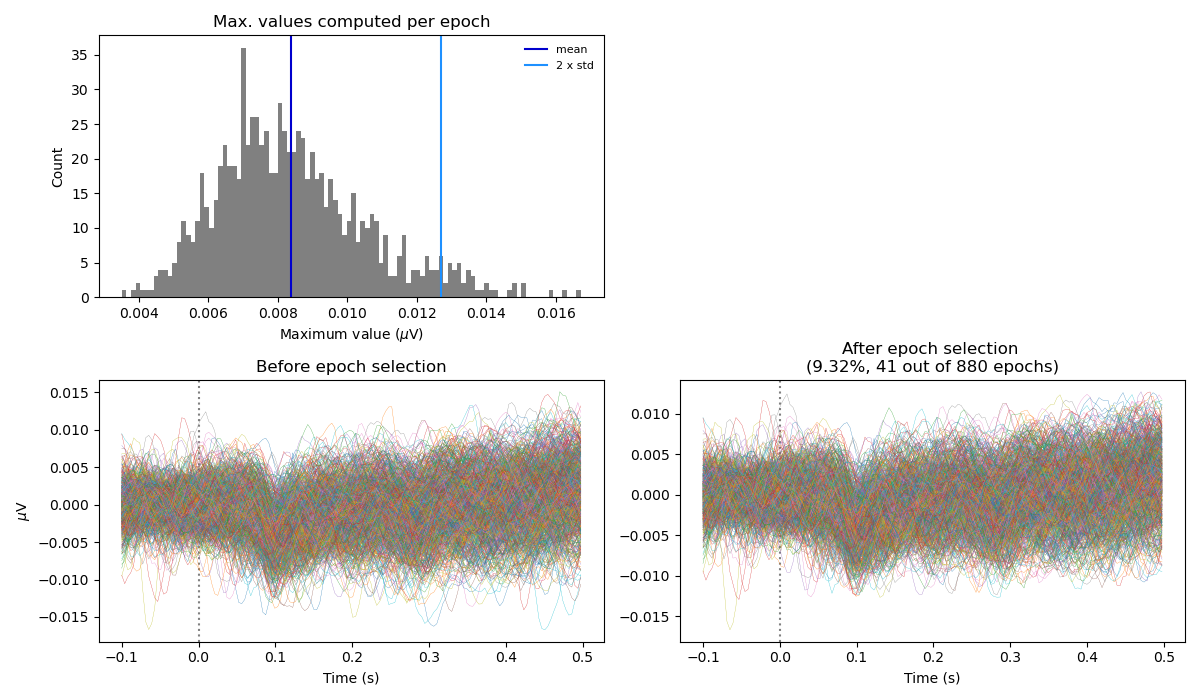 Max. values computed per epoch
mean
2 x std
35
30
25
20
15
10
5
0
Count
0.004 0.006 0.008 0.010 0.012 0.014 0.016
Maximum value (μV)
Before epoch selection
0.015
0.010
0.005
0.000
−0.005
−0.010
−0.015
μV
−0.1 0.0 0.1 0.2 0.3 0.4 0.5
Time (s)
After epoch selection
(9.32%, 41 out of 880 epochs)
0.010
0.005
0.000
−0.005
−0.010
−0.015
−0.1 0.0 0.1 0.2 0.3 0.4 0.5
Time (s)